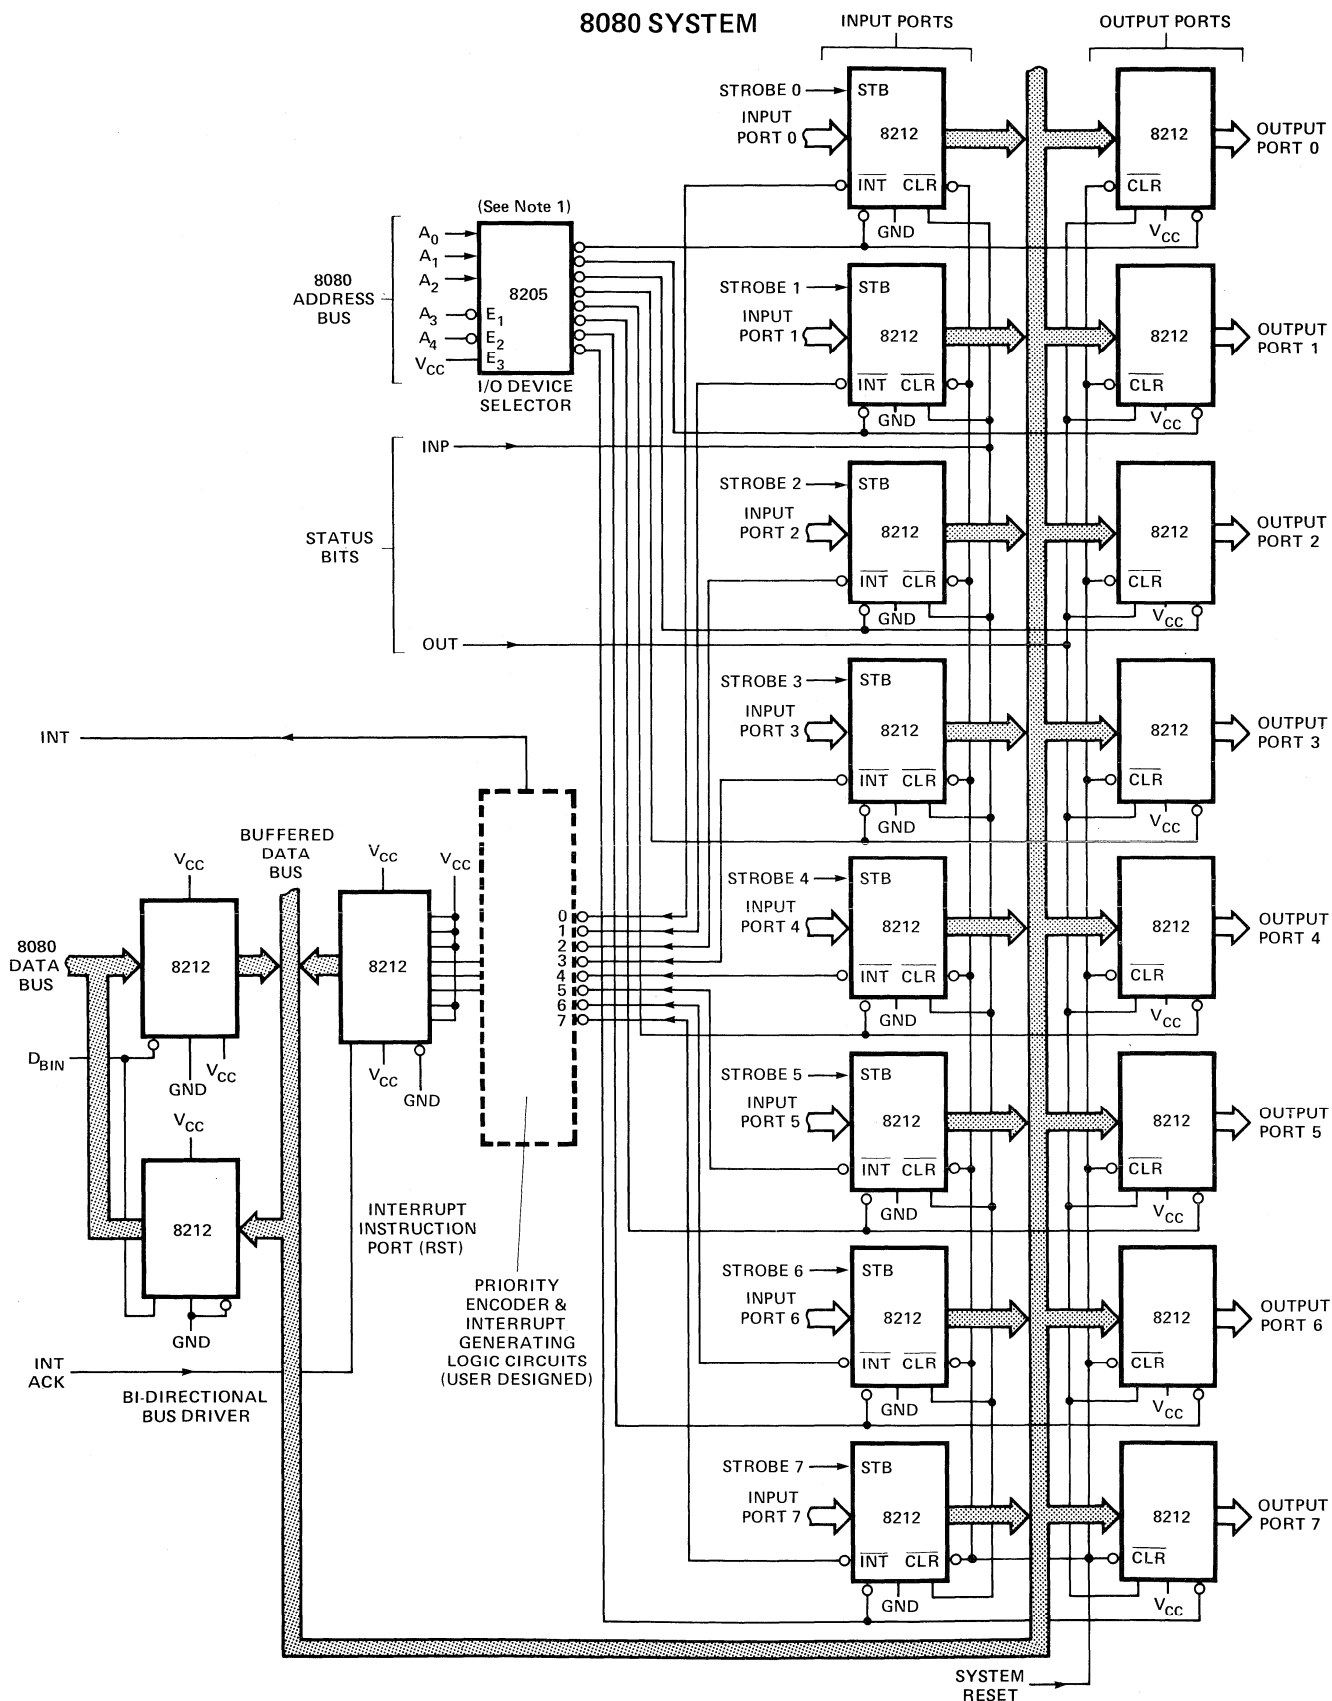 8080 SYSTEM
INPUT PORTS
OUTPUT PORTS
STROBE 0
STB
INPUT
PORT 0
8212
INT CLR
GND
8212
CLR
VCC
OUTPUT
PORT 0
(See Note 1)
8080
ADDRESS
BUS
A0
A1
A2
A3
A4
VCC
8205
E1
E2
E3
I/O DEVICE
SELECTOR
STROBE 1
STB
INPUT
PORT 1
8212
INT CLR
GND
8212
CLR
VCC
OUTPUT
PORT 1
STATUS
BITS
INP
OUT
STROBE 2
STB
INPUT
PORT 2
8212
INT CLR
GND
8212
CLR
VCC
OUTPUT
PORT 2
STROBE 3
STB
INPUT
PORT 3
8212
INT CLR
GND
8212
CLR
VCC
OUTPUT
PORT 3
INT
BUFFERED
DATA
BUS
VCC
VCC
VCC
8080
DATA
BUS
8212
8212
0
1
2
3
4
5
6
7
DBIN
GND
VCC
VCC
GND
STROBE 4
STB
INPUT
PORT 4
8212
INT CLR
GND
8212
CLR
VCC
OUTPUT
PORT 4
STROBE 5
STB
INPUT
PORT 5
8212
INT CLR
GND
8212
CLR
VCC
OUTPUT
PORT 5
VCC
8212
GND
INTERRUPT
INSTRUCTION
PORT (RST)
PRIORITY
ENCODER &
INTERRUPT
GENERATING
LOGIC CIRCUITS
(USER DESIGNED)
INT
ACK
BI-DIRECTIONAL
BUS DRIVER
STROBE 6
STB
INPUT
PORT 6
8212
INT CLR
GND
8212
CLR
VCC
OUTPUT
PORT 6
STROBE 7
STB
INPUT
PORT 7
8212
INT CLR
GND
8212
CLR
VCC
OUTPUT
PORT 7
SYSTEM
RESET